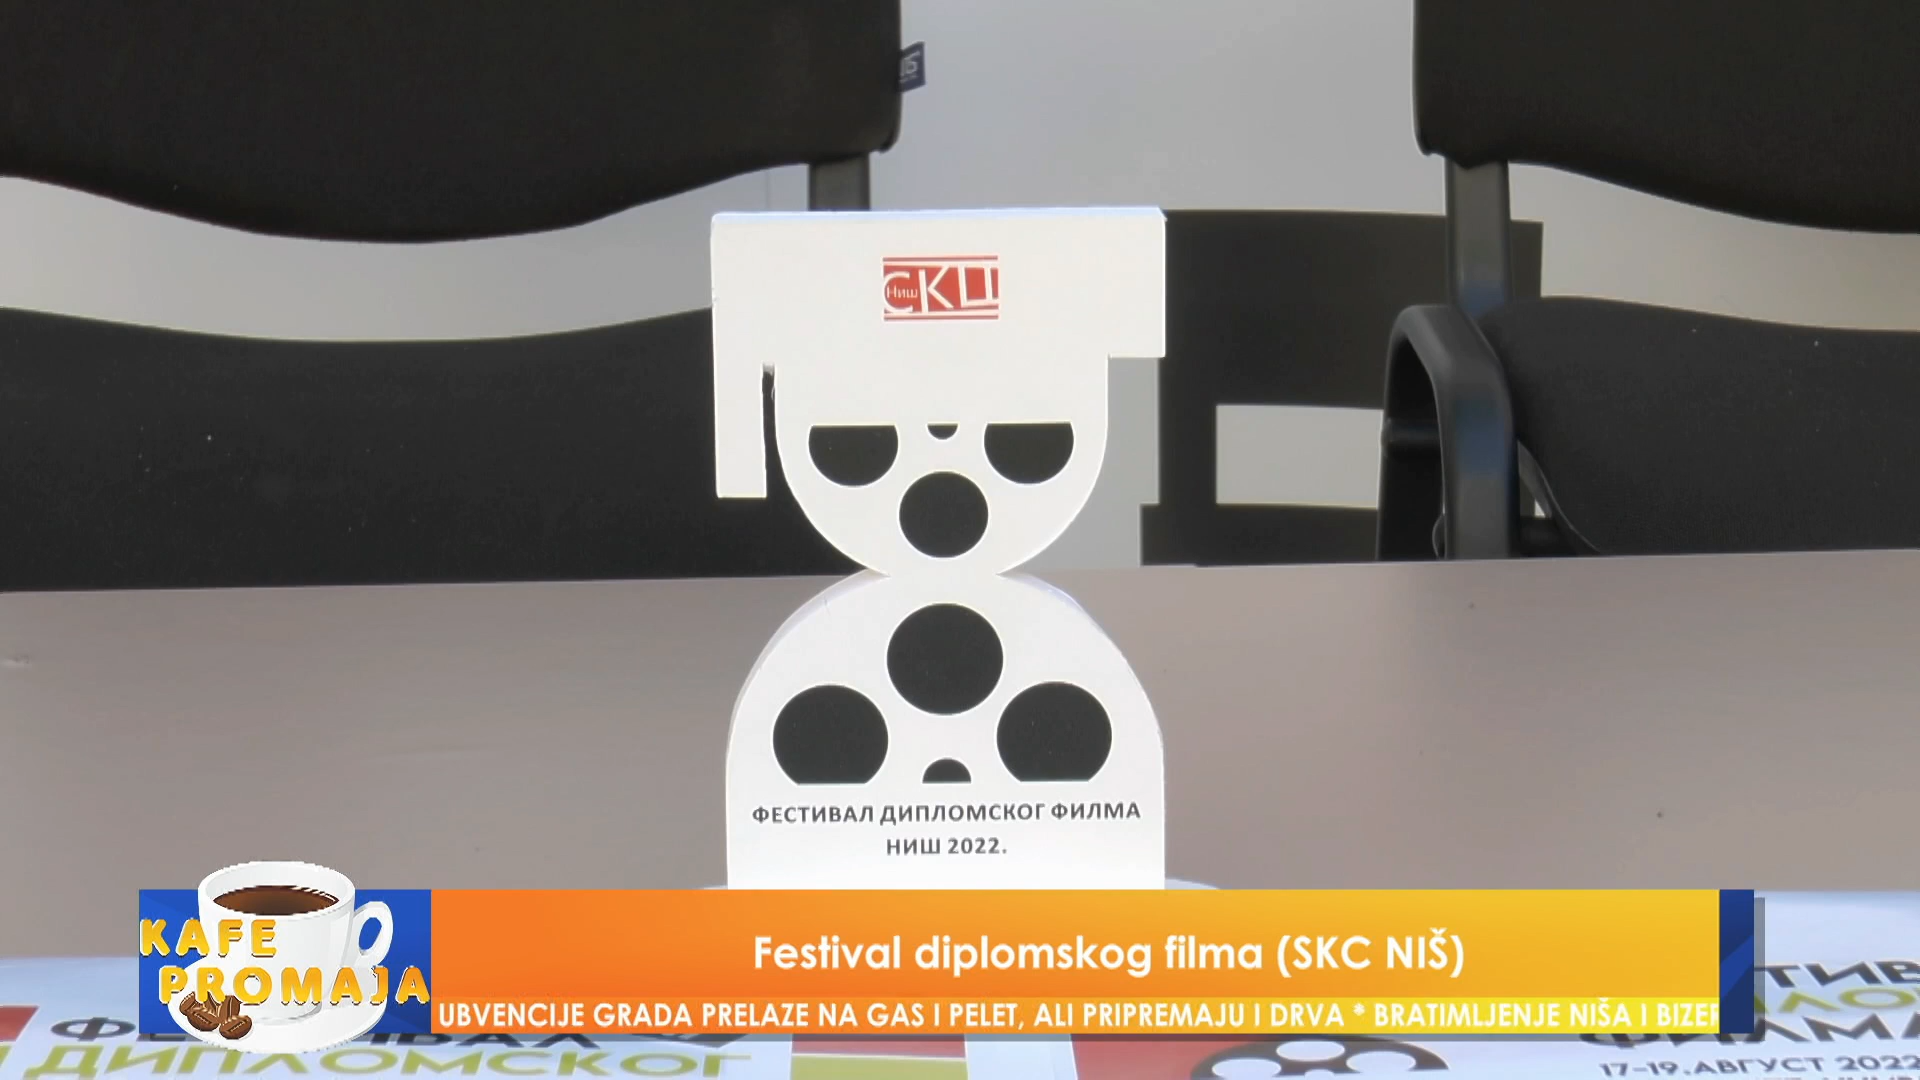 Ниш СКЦ
ФЕСТИВАЛ ДИПЛОМСКОГ ФИЛМА
НИШ 2022.
KAFE
PROMAJA
Festival diplomskog filma (SKC NIŠ)
UBVENCIJE GRADA PRELAZE NA GAS I PELET, ALI PRIPREMAJU I DRVA * BRATIMLJENJE NIŠA I BIZER
ДИПЛОМСКОГ
17-19. АВГУСТ 2022